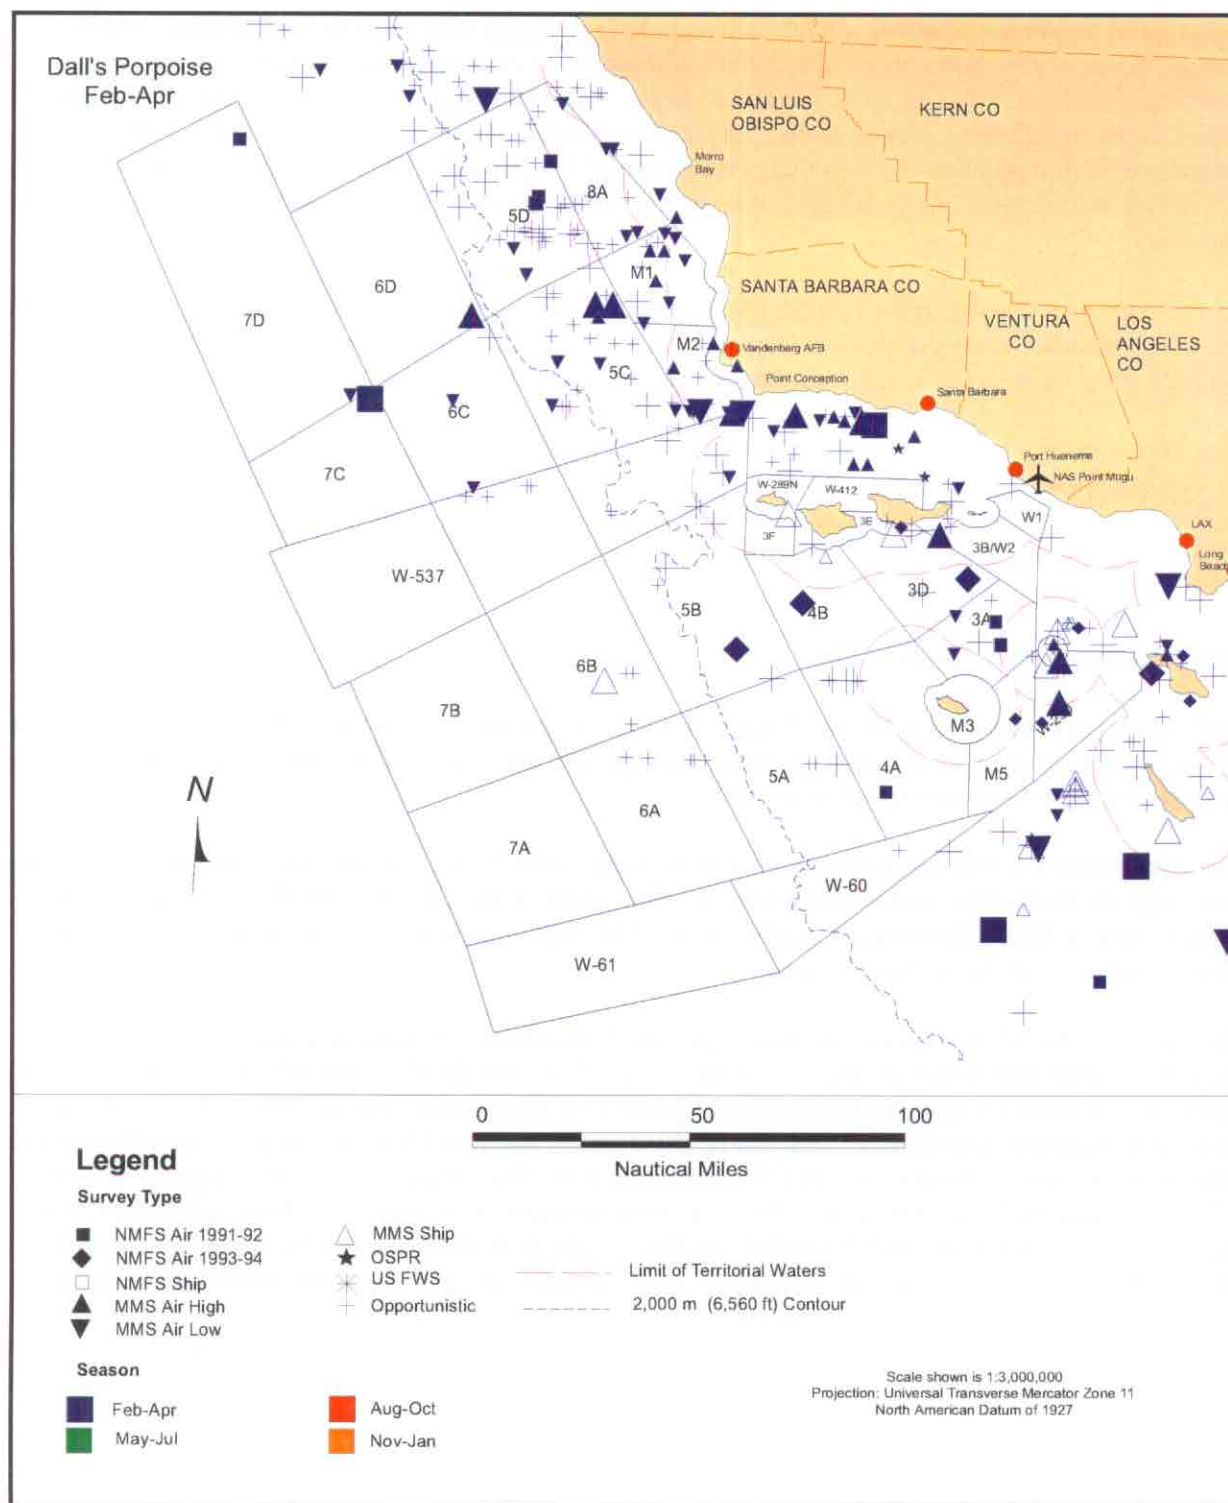 Dall's Porpoise
Feb-Apr
SAN LUIS
OBISPO CO
KERN CO
Morro
Bay
8A
5D
6D
7D
M1
SANTA BARBARA CO
VENTURA
CO
LOS
ANGELES
CO
M2
Vandenberg AFB
5C
Point Conception
Santa Barbara
6C
7C
Port Hueneme
NAS Point Mugu
W-289N
W-412
W1
3E
3F
3B/W2
LAX
Long
Beach
W-537
3D
5B
4B
3A
6B
7B
M3
5A
4A
M5
6A
7A
N
W-60
W-61
0 50 100
Nautical Miles
Legend
Survey Type
NMFS Air 1991-92
NMFS Air 1993-94
NMFS Ship
MMS Air High
MMS Air Low
MMS Ship
OSPR
US FWS
Opportunistic
Limit of Territorial Waters
2,000 m (6,560 ft) Contour
Season
Feb-Apr
May-Jul
Aug-Oct
Nov-Jan
Scale shown is 1:3,000,000
Projection: Universal Transverse Mercator Zone 11
North American Datum of 1927